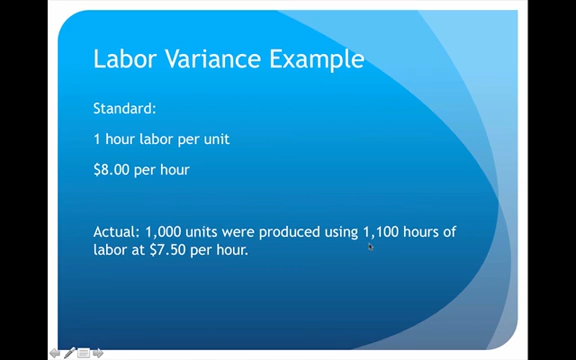 Labor Variance Example
Standard:
1 hour labor per unit
$8.00 per hour
Actual: 1,000 units were produced using 1,100 hours of
labor at $7.50 per hour.